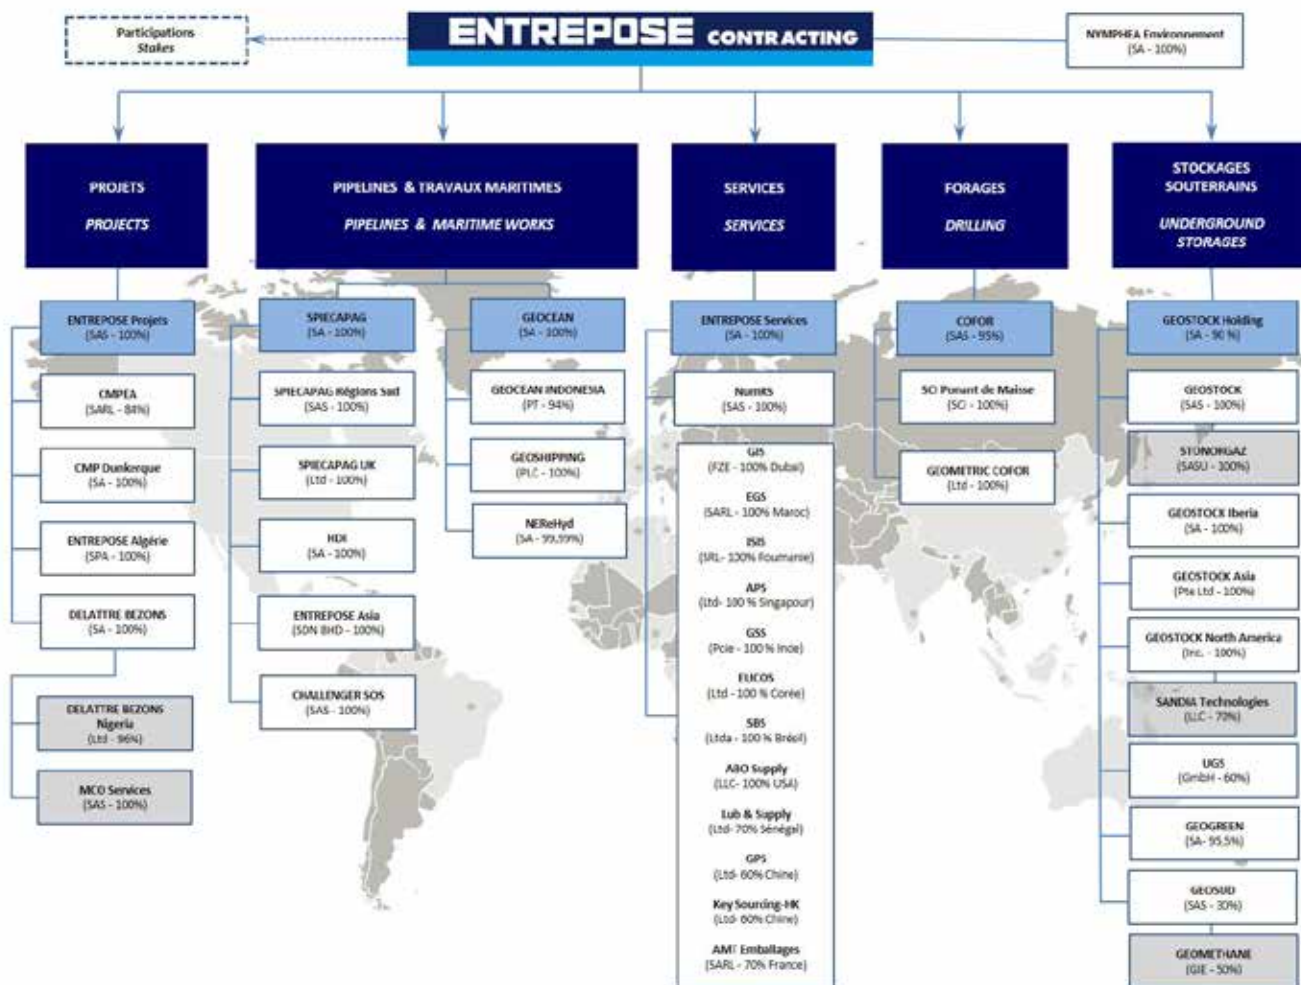 Participations
Stakes
ENTREPOSE CONTRACTING
NYMPHEA Environnement
(SA - 100%)
PROJETS
PROJECTS
PIPELINES & TRAVAUX MARITIMES
PIPELINES & MARITIME WORKS
SERVICES
SERVICES
FORAGES
DRILLING
STOCKAGES
SOUTERRAINS
UNDERGROUND
STORAGES
ENTREPOSE Projets
(SAS - 100%)
CMPEA
(SARL - 84%)
CMP Dunkerque
(SA - 100%)
ENTREPOSE Algérie
(SPA - 100%)
DELATTRE BEZONS
(SA - 100%)
DELATTRE BEZONS
Nigeria
(Ltd - 96%)
MCO Services
(SAS - 100%)
SPIECAPAG
(SA - 100%)
SPIECAPAG Régions Sud
(SAS - 100%)
SPIECAPAG UK
(Ltd - 100%)
HDI
(SA - 100%)
ENTREPOSE Asia
(SDN BHD - 100%)
CHALLENGER SOS
(SAS - 100%)
GEOCEAN
(SA - 100%)
GEOCEAN INDONESIA
(PT - 94%)
GEOSHIPPING
(PLC - 100%)
NEReHyd
(SA - 99,99%)
ENTREPOSE Services
(SA - 100%)
NumKS
(SAS - 100%)
GIS
(FZE - 100% Dubai)
EGS
(SARL - 100% Maroc)
ISIS
(SRL- 100% Roumanie)
APS
(Ltd- 100 % Singapour)
GSS
(Pcie - 100 % Inde)
EUCOS
(Ltd - 100 % Corée)
SBS
(Ltda - 100 % Brésil)
ABO Supply
(LLC- 100% USA)
Lub & Supply
(Ltd- 70% Sénégal)
GPS
(Ltd- 60% Chine)
Key Sourcing-HK
(Ltd- 60% Chine)
AMT Emballages
(SARL - 70% France)
COFOR
(SAS - 95%)
SCI Ponant de Maisse
(SCI - 100%)
GEOMETRIC COFOR
(Ltd - 100%)
GEOSTOCK Holding
(SA - 90 %)
GEOSTOCK
(SAS - 100%)
STONORGAZ
(SASU - 100%)
GEOSTOCK Iberia
(SA - 100%)
GEOSTOCK Asia
(Pte Ltd - 100%)
GEOSTOCK North America
(Inc. - 100%)
SANDIA Technologies
(LLC - 70%)
UGS
(GmbH - 60%)
GEOGREEN
(SA- 95,5%)
GEOSUD
(SAS - 30%)
GEOMETHANE
(GIE - 50%)